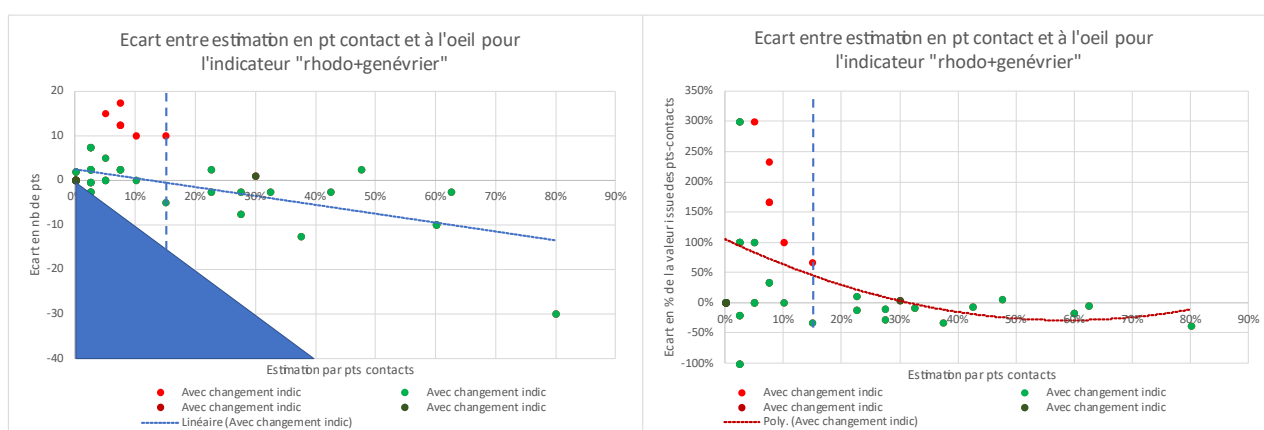 Ecart entre estimation en pt contact et à l'oeil pour
l'indicateur "rhodo+genévrier"
Ecart en nb de pts
20
10
0
-10
-20
-30
-40
0% 10% 20% 30% 40% 50% 60% 70% 80% 90%
Estimation par pts contacts
Avec changement indic Avec changement indic
Avec changement indic Avec changement indic
Linéaire (Avec changement indic)
Ecart entre estimation en pt contact et à l'oeil pour
l'indicateur "rhodo+genévrier"
Ecart en % de la valeur issue des pts-contacts
350%
300%
250%
200%
150%
100%
50%
0%
-50%
-100%
0% 10% 20% 30% 40% 50% 60% 70% 80% 90%
Estimation par pts contacts
Avec changement indic Avec changement indic
Avec changement indic Avec changement indic
Poly. (Avec changement indic)